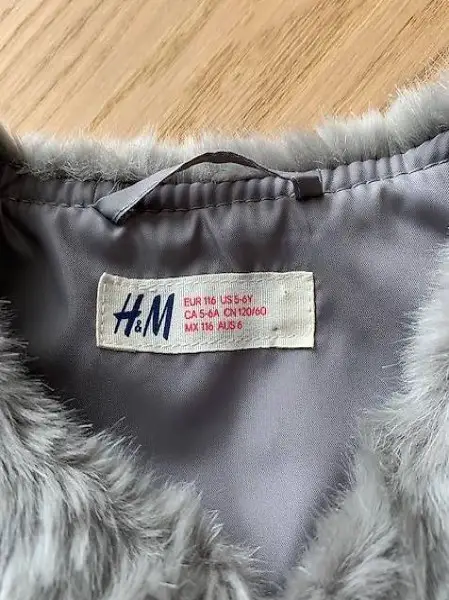 H&M
EUR 116 US 5-6Y
CA 5-6A CN 120/60
MX 116 AUS 6